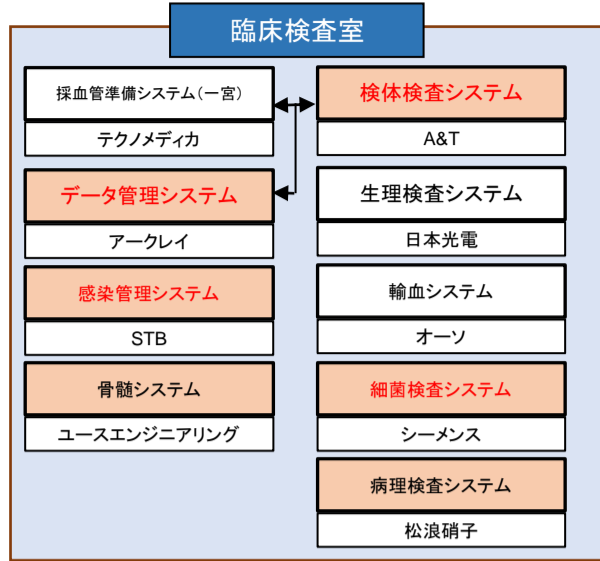 臨床検査室
採血管準備システム（一宮）
テクノメディカ
データ管理システム
アークレイ
感染管理システム
STB
骨髄システム
ユースエンジニアリング
検体検査システム
A&T
生理検査システム
日本光電
輸血システム
オーソ
細菌検査システム
シーメンス
病理検査システム
松浪硝子